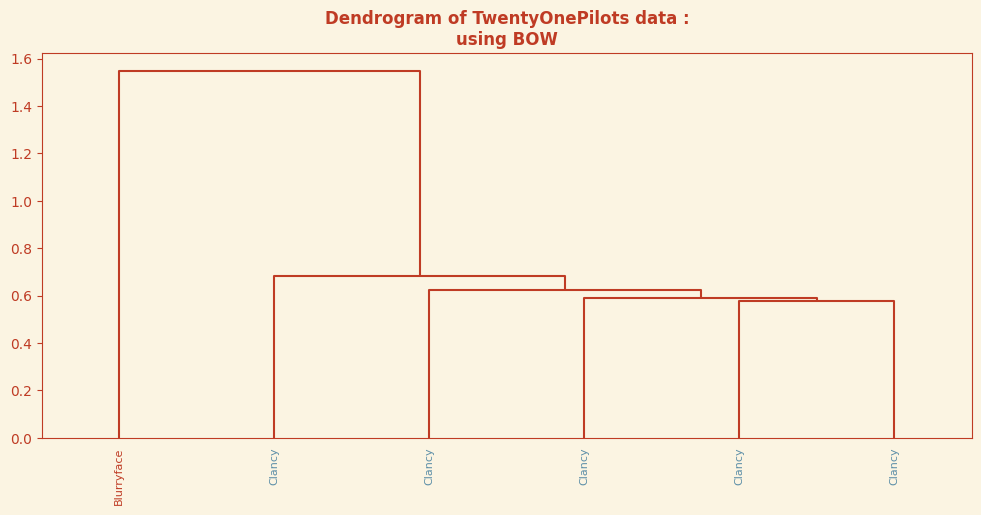 Dendrogram of TwentyOnePilots data :
using BOW
1.6
1.4
1.2
1.0
0.8
0.6
0.4
0.2
0.0
Blurryface
Clancy
Clancy
Clancy
Clancy
Clancy